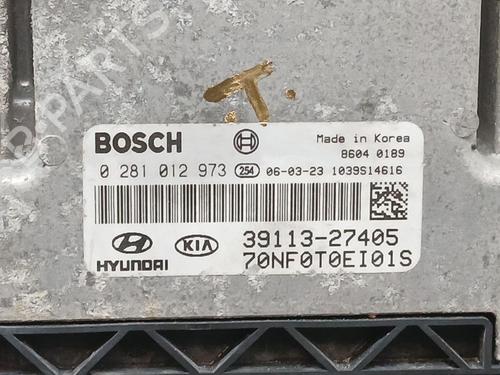 BOSCH
Made in Korea
8604 0189
0 281 012 973 254 06-03-23 1039S14616
HYUNDAI KIA 39113-27405
70NF0T0EI01S